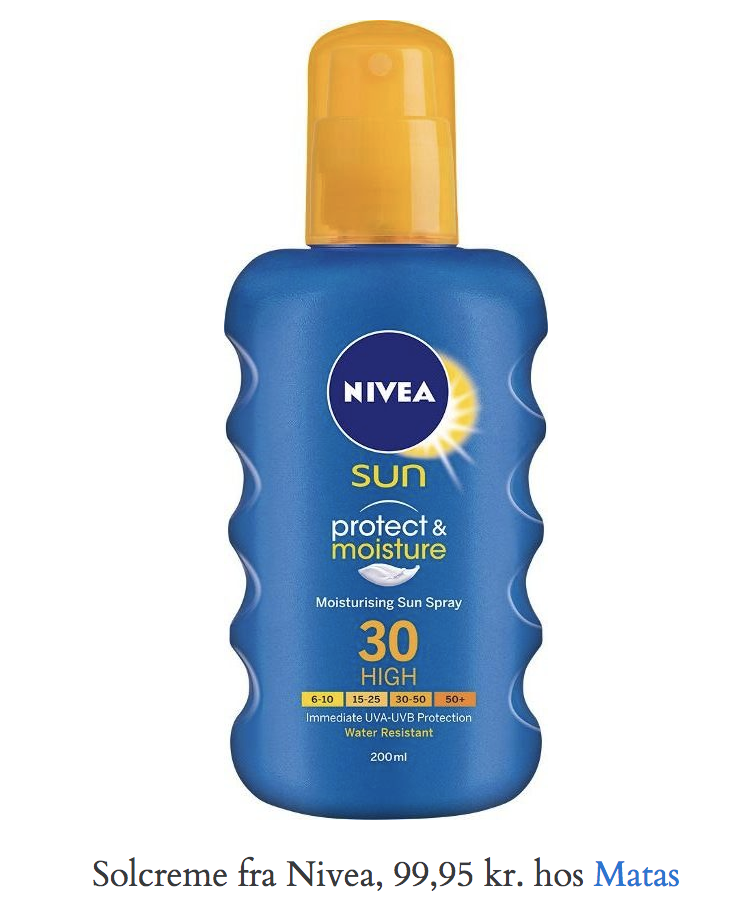 NIVEA
sun
protect &
moisture
Moisturising Sun Spray
30
HIGH
6-10 15-25 30-50 50+
Immediate UVA-UVB Protection
Water Resistant
200ml
Solcreme fra Nivea, 99,95 kr. hos Matas